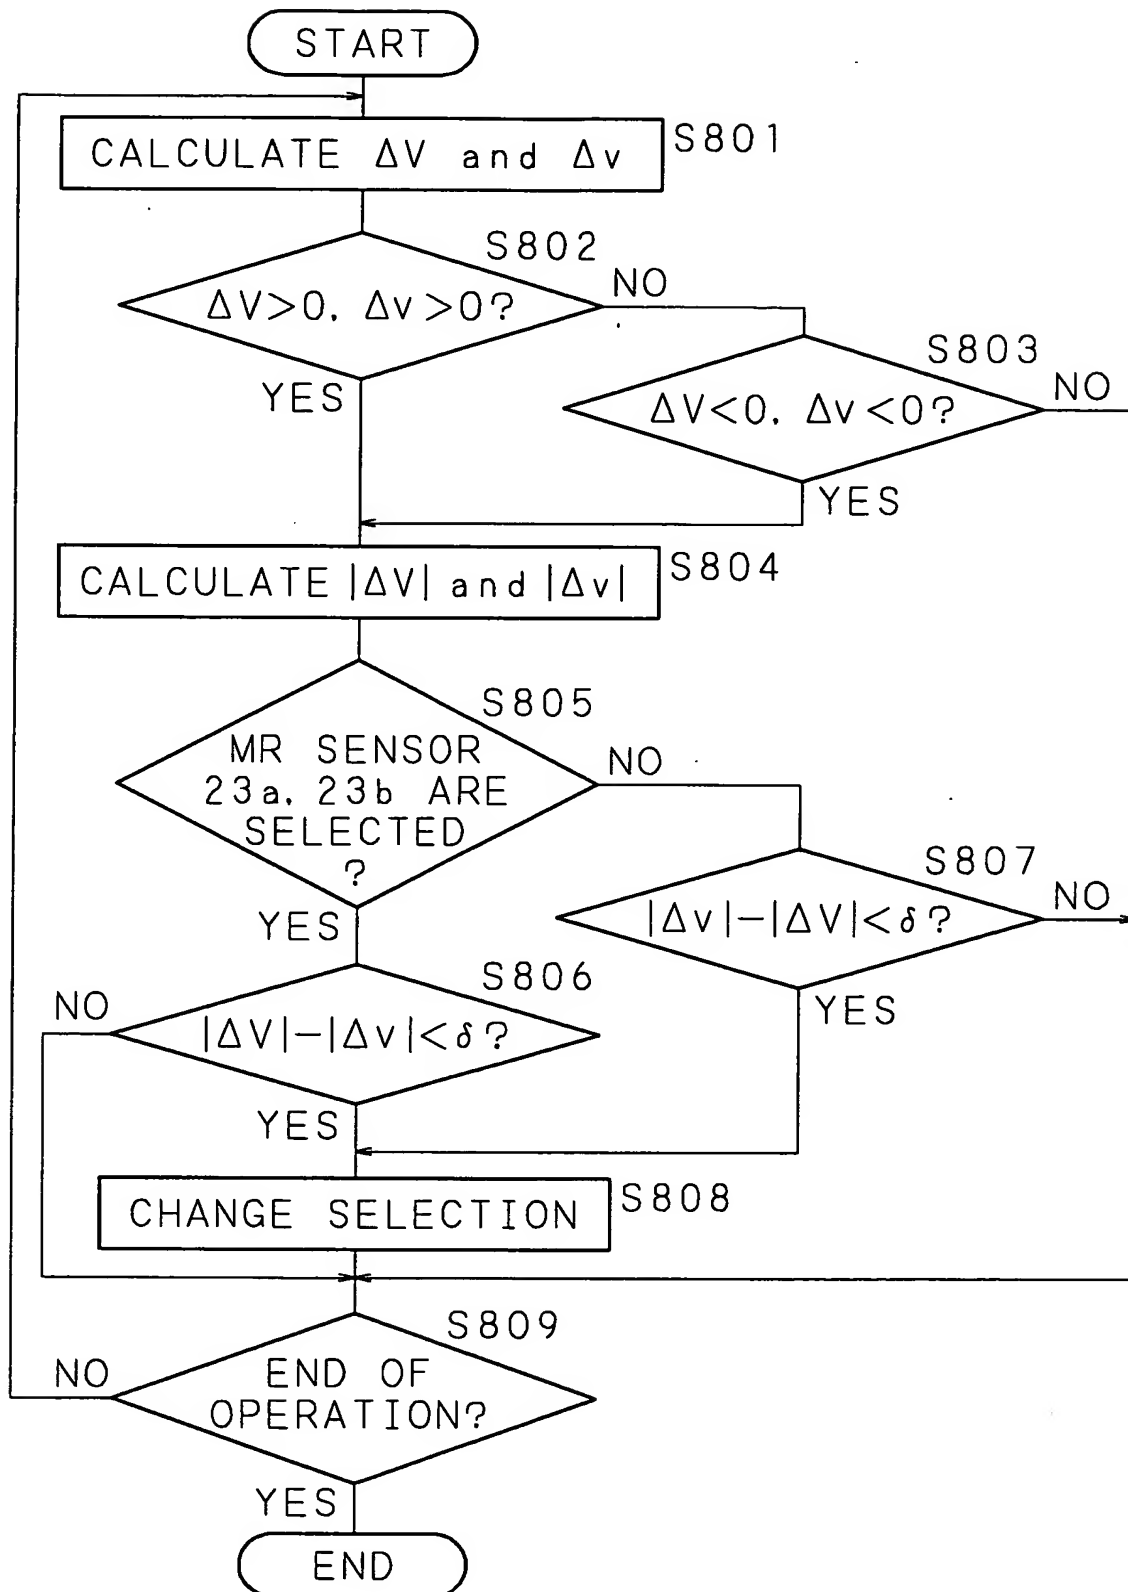 START
CALCULATE ΔV and Δv
S801
S802
ΔV>0, Δv>0?
NO
YES
S803
ΔV<0, Δv<0?
NO
YES
CALCULATE |ΔV| and |Δv|
S804
S805
MR SENSOR
23a, 23b ARE
SELECTED
?
NO
YES
S807
|Δv|-|ΔV|<δ?
NO
YES
S806
NO
|ΔV|-|Δv|<δ?
YES
CHANGE SELECTION
S808
S809
NO
END OF
OPERATION?
YES
END